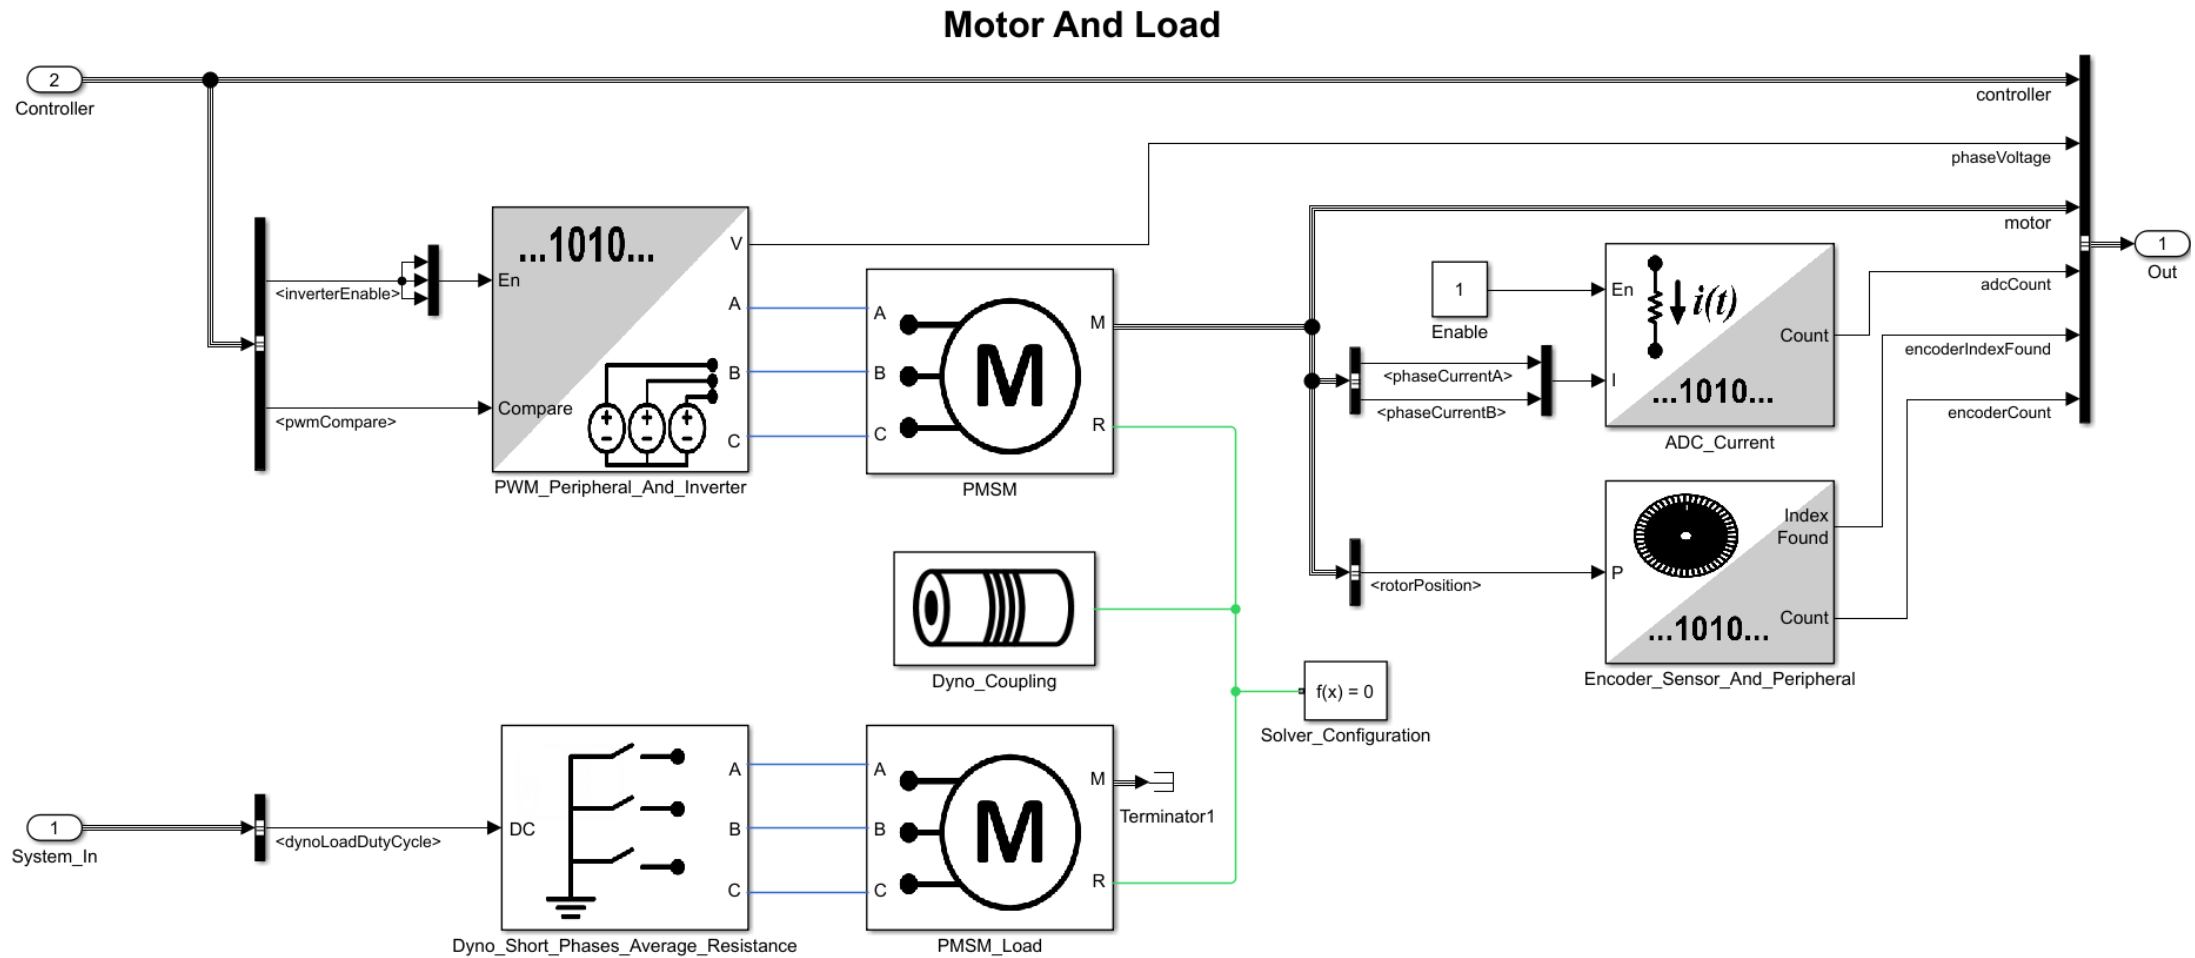 Motor And Load
2
Controller
controller
phaseVoltage
motor
1
Out
adcCount
encoderIndexFound
encoderCount
<inverterEnable>
<pwmCompare>
...1010...
En
Compare
V
A
B
C
PWM_Peripheral_And_Inverter
A
B
C
M
M
R
PMSM
1
Enable
<phaseCurrentA>
<phaseCurrentB>
En
I
i(t)
Count
...1010...
ADC_Current
<rotorPosition>
P
Index
Found
Count
...1010...
Encoder_Sensor_And_Peripheral
Dyno_Coupling
f(x) = 0
Solver_Configuration
1
System_In
<dynoLoadDutyCycle>
DC
A
B
C
Dyno_Short_Phases_Average_Resistance
A
B
C
M
M
R
PMSM_Load
Terminator1